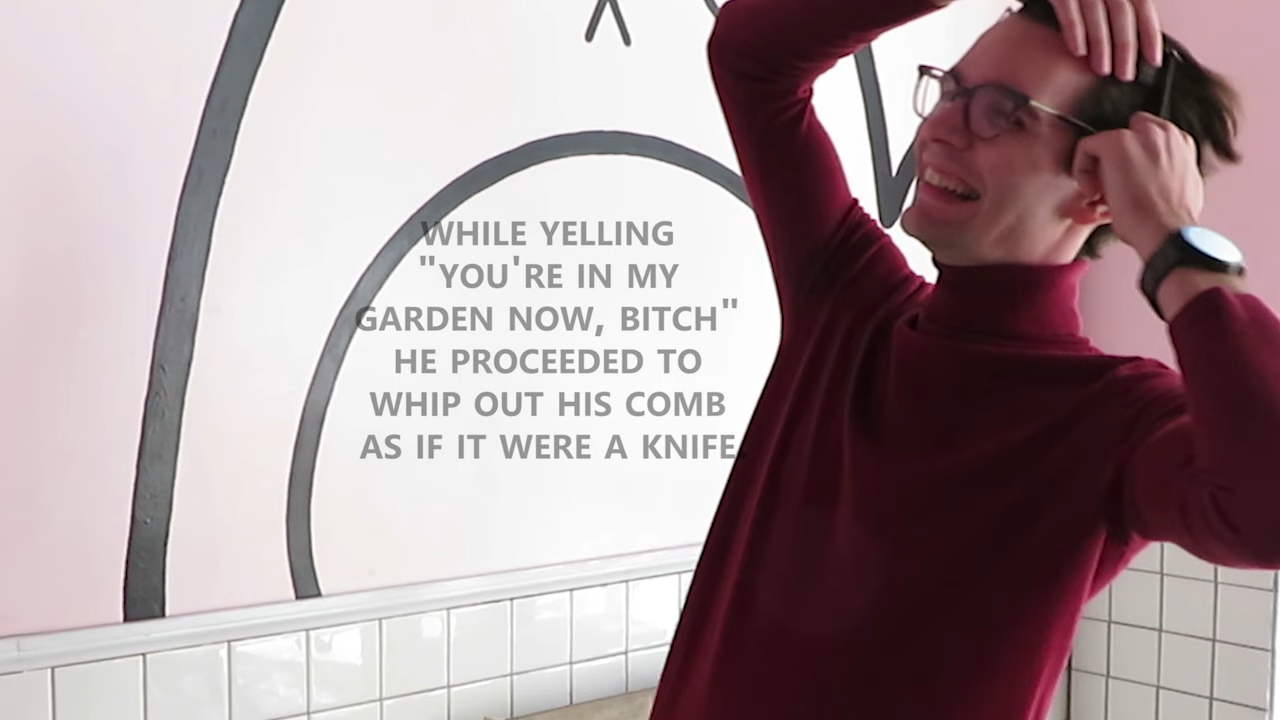 WHILE YELLING
"YOU'RE IN MY
GARDEN NOW, BITCH"
HE PROCEEDED TO
WHIP OUT HIS COMB
AS IF IT WERE A KNIFE.